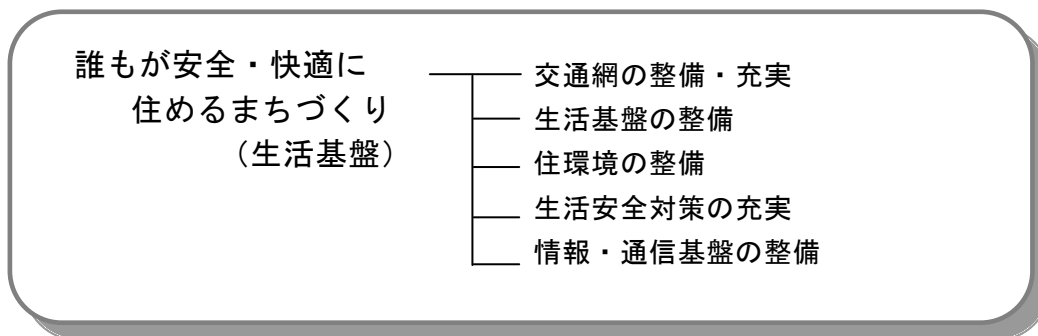 誰もが安全・快適に
住めるまちづくり
（生活基盤）
交通網の整備・充実
生活基盤の整備
住環境の整備
生活安全対策の充実
情報・通信基盤の整備